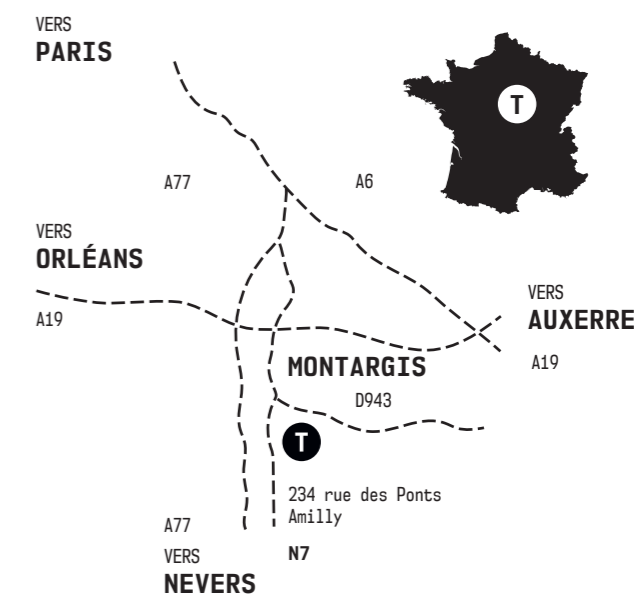 VERS
PARIS
T
A77
A6
VERS
ORLÉANS
A19
VERS
AUXERRE
A19
MONTARGIS
D943
T
234 rue des Ponts
Amilly
A77
N7
VERS
NEVERS